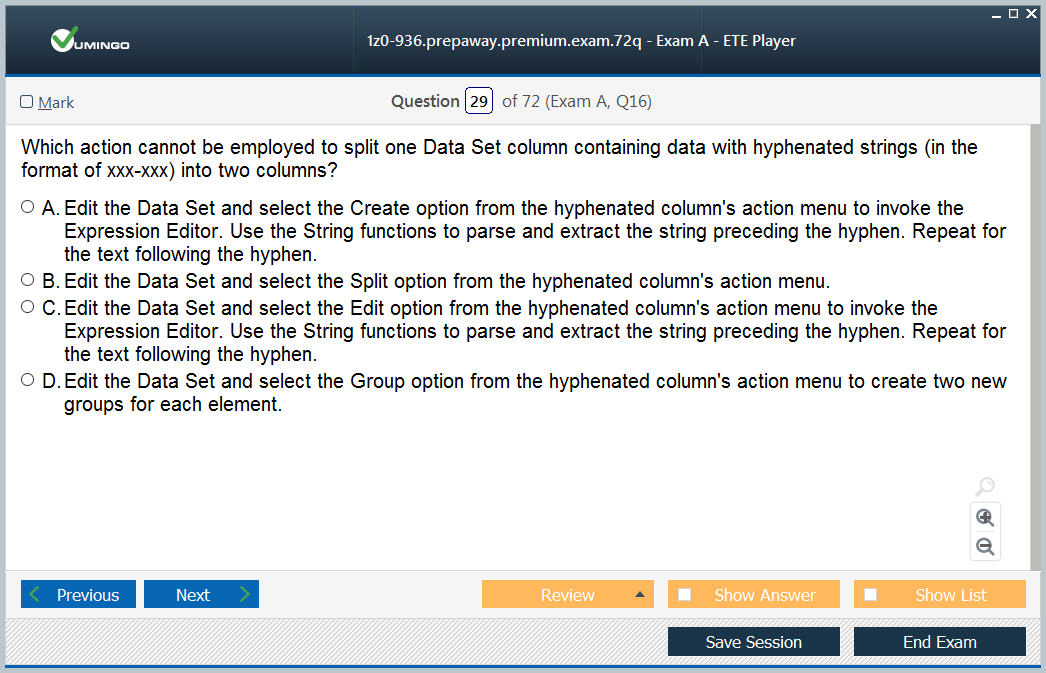 VUMINGO
1z0-936.prepaway.premium.exam.72q - Exam A - ETE Player
Mark
Question 29 of 72 (Exam A, Q16)
Which action cannot be employed to split one Data Set column containing data with hyphenated strings (in the
format of xxx-xxx) into two columns?
A. Edit the Data Set and select the Create option from the hyphenated column's action menu to invoke the
Expression Editor. Use the String functions to parse and extract the string preceding the hyphen. Repeat for
the text following the hyphen.
B. Edit the Data Set and select the Split option from the hyphenated column's action menu.
C. Edit the Data Set and select the Edit option from the hyphenated column's action menu to invoke the
Expression Editor. Use the String functions to parse and extract the string preceding the hyphen. Repeat for
the text following the hyphen.
D. Edit the Data Set and select the Group option from the hyphenated column's action menu to create two new
groups for each element.
Previous
Next
Review
Show Answer
Show List
Save Session
End Exam